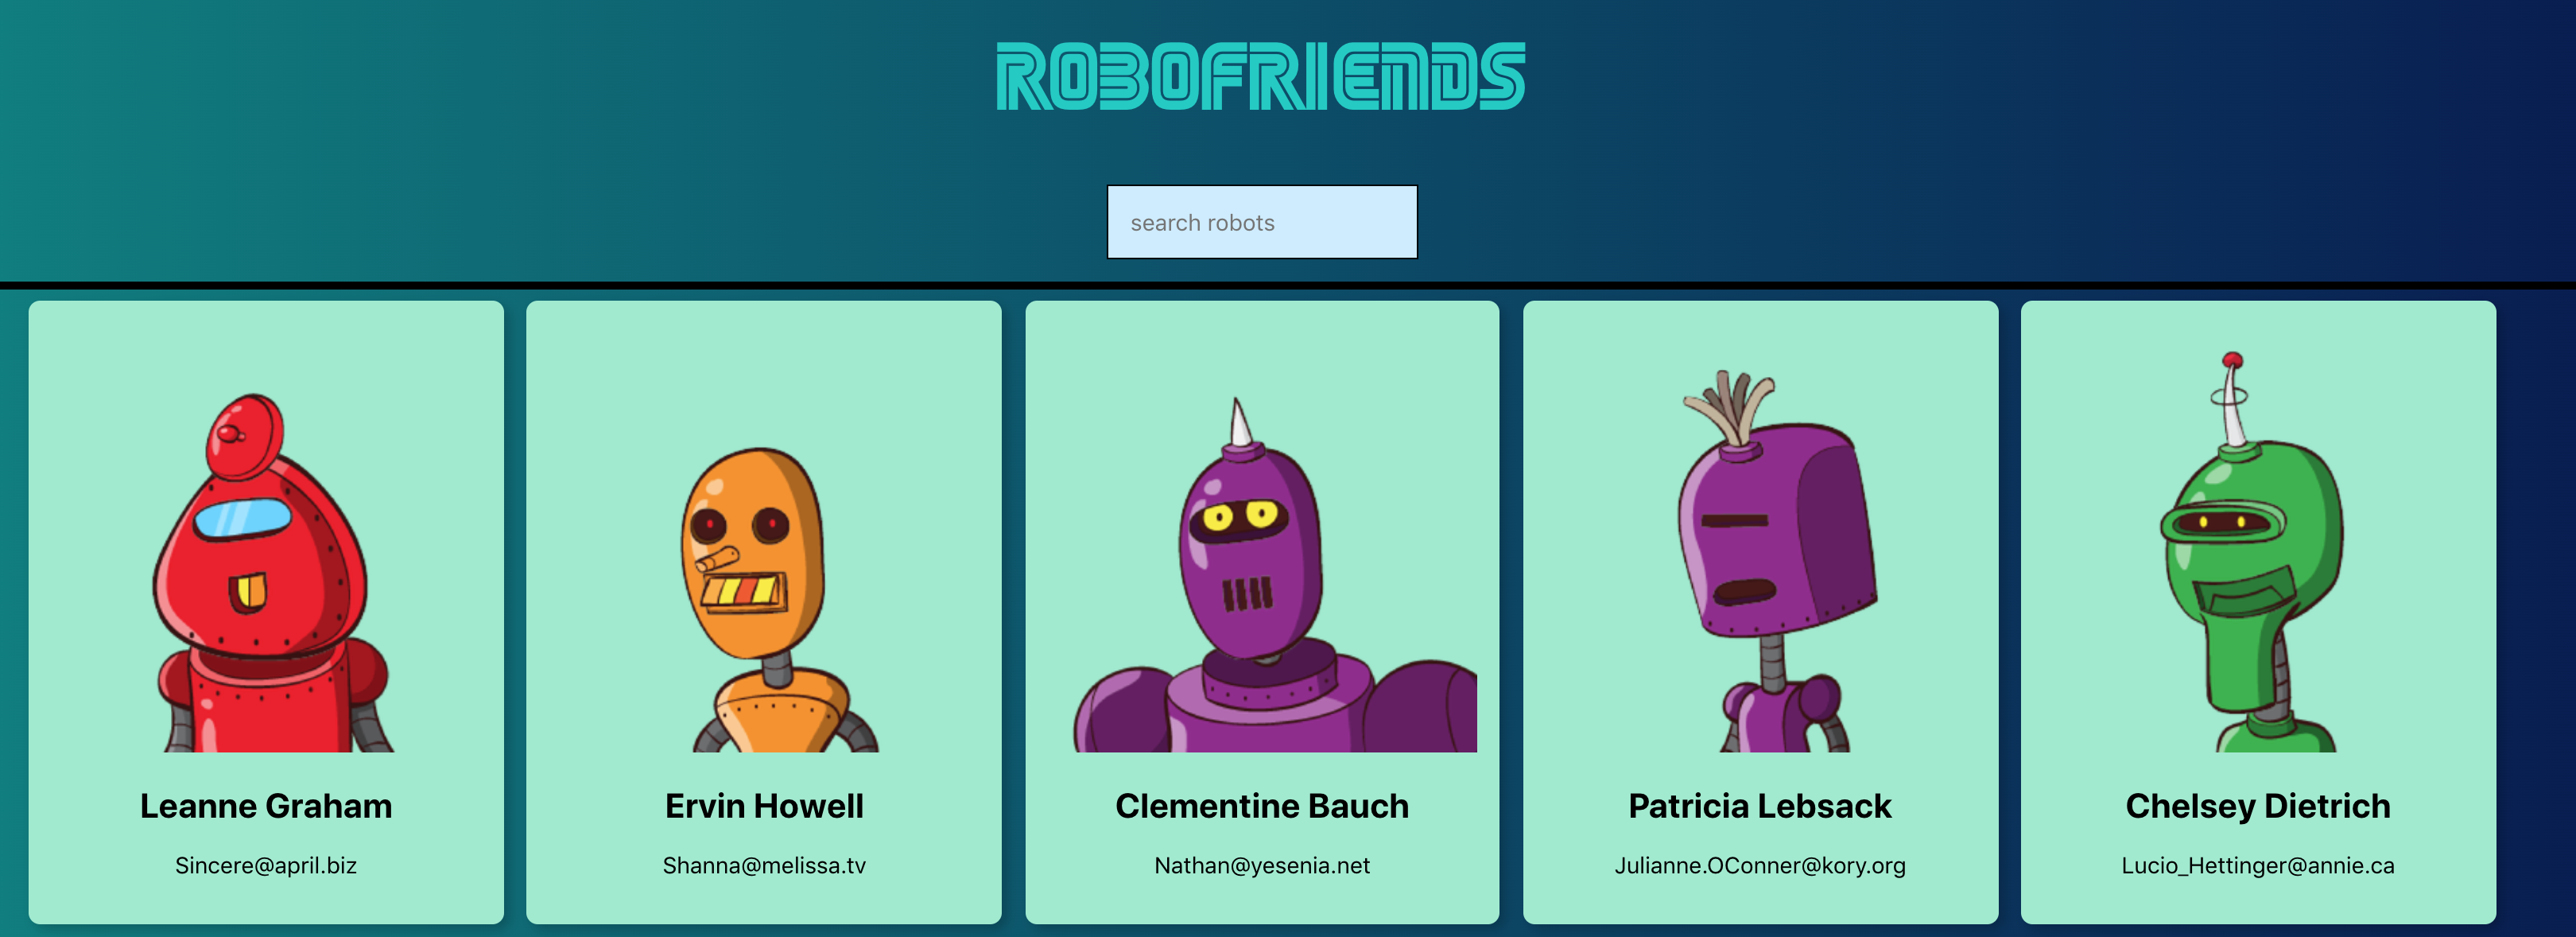 ROBOFRIENDS
search robots
Leanne Graham
Sincere@april.biz
Ervin Howell
Shanna@melissa.tv
Clementine Bauch
Nathan@yesenia.net
Patricia Lebsack
Julianne.OConner@kory.org
Chelsey Dietrich
Lucio_Hettinger@annie.ca